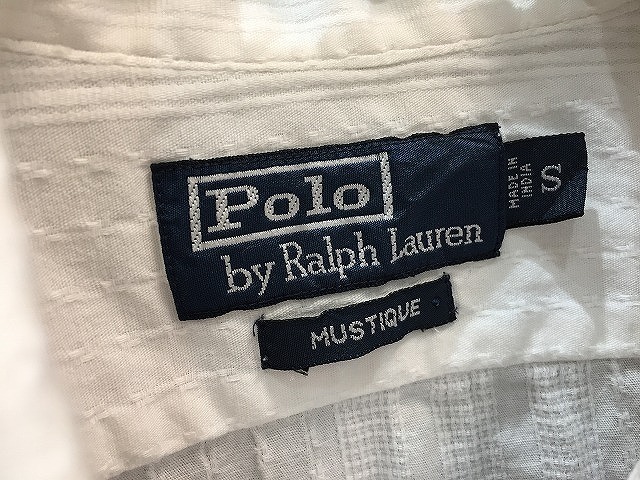 Polo
by Ralph Lauren
MADE IN
INDIA
S
MUSTIQUE